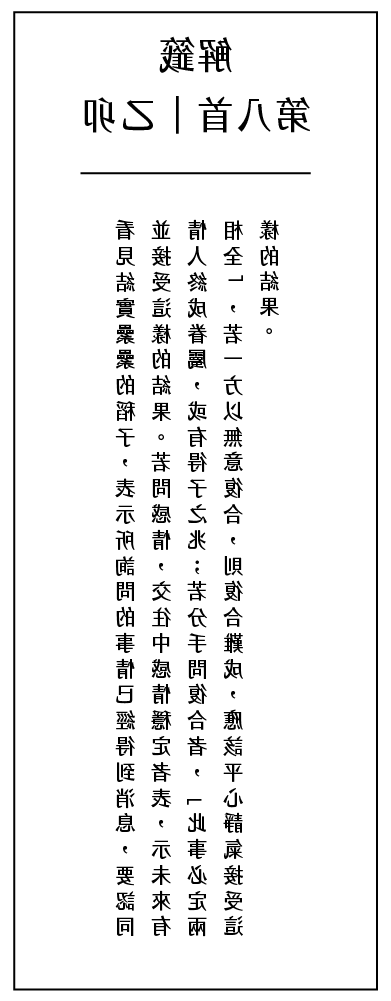 解籤
第八首｜乙卯
看見結實纍纍的稻子，表示所詢問的事情已經得到消息，要認同
並接受這樣的結果。若問感情，交往中感情穩定者表，示未來有
情人終成眷屬，或有得子之兆；若分手問復合者，「此事必定兩
相全」，若一方以無意復合，則復合難成，應該平心靜氣接受這
樣的結果。